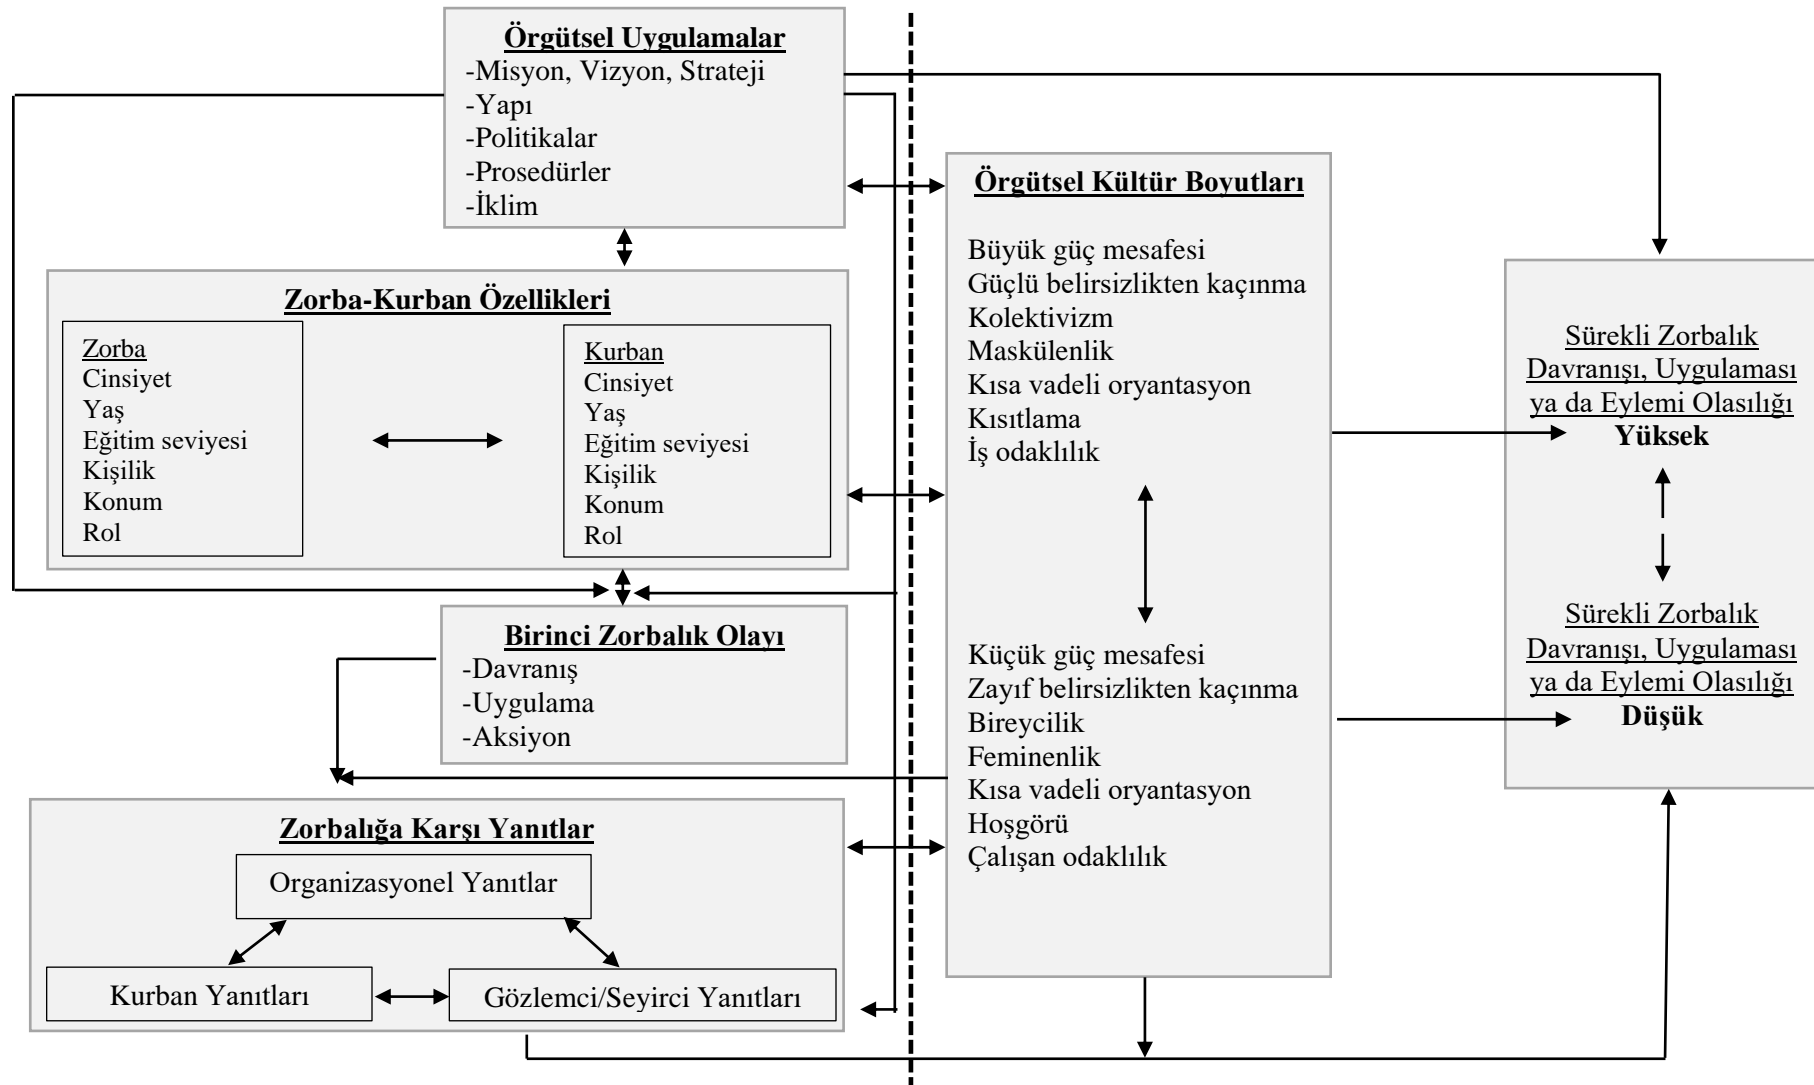 Örgütsel Uygulamalar
-Misyon, Vizyon, Strateji
-Yapı
-Politikalar
-Prosedürler
-İklim
Zorba-Kurban Özellikleri
Zorba
Cinsiyet
Yaş
Eğitim seviyesi
Kişilik
Konum
Rol
Kurban
Cinsiyet
Yaş
Eğitim seviyesi
Kişilik
Konum
Rol
Birinci Zorbalık Olayı
-Davranış
-Uygulama
-Aksiyon
Zorbalığa Karşı Yanıtlar
Organizasyonel Yanıtlar
Kurban Yanıtları
Gözlemci/Seyirci Yanıtları
Örgütsel Kültür Boyutları
Büyük güç mesafesi
Güçlü belirsizlikten kaçınma
Kolektivizm
Maskülenlik
Kısa vadeli oryantasyon
Kısıtlama
İş odaklılık
Küçük güç mesafesi
Zayıf belirsizlikten kaçınma
Bireycilik
Feminenlik
Kısa vadeli oryantasyon
Hoşgörü
Çalışan odaklılık
Sürekli Zorbalık
Davranışı, Uygulaması
ya da Eylemi Olasılığı
Yüksek
Sürekli Zorbalık
Davranışı, Uygulaması
ya da Eylemi Olasılığı
Düşük